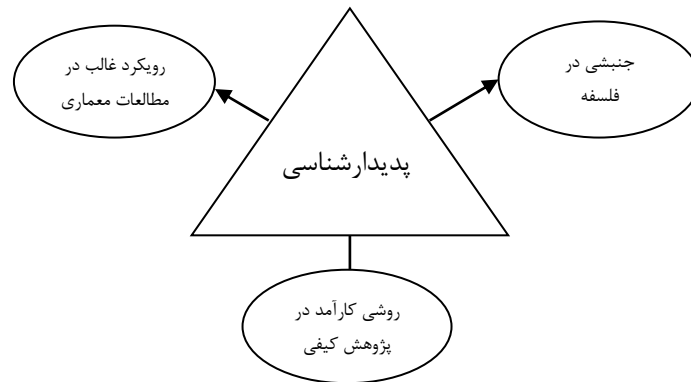 جنبشی در
فلسفه
رویکرد غالب در
مطالعات معماری
پدیدارشناسی
روشی کارآمد در
پژوهش کیفی